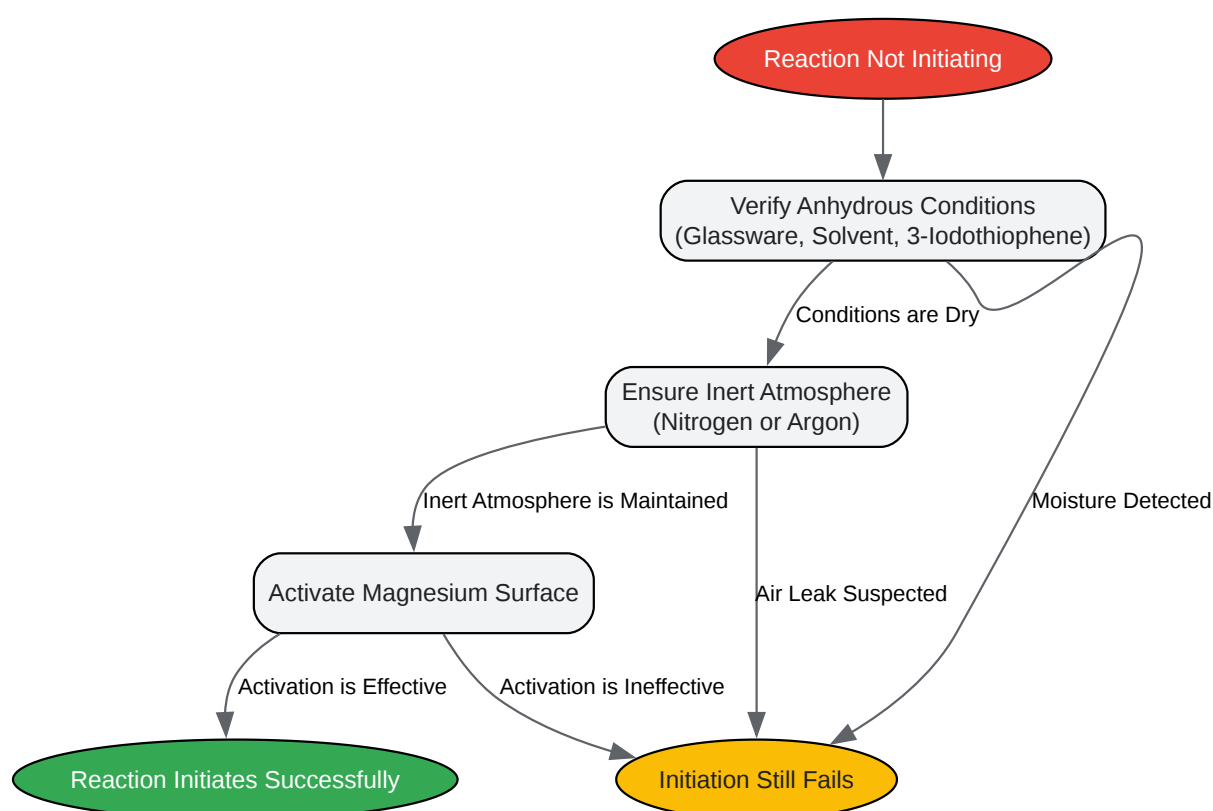 Reaction Not Initiating
Verify Anhydrous Conditions
(Glassware, Solvent, 3-Iodothiophene)
Conditions are Dry
Ensure Inert Atmosphere
(Nitrogen or Argon)
Inert Atmosphere is Maintained
Moisture Detected
Activate Magnesium Surface
Air Leak Suspected
Activation is Effective
Activation is Ineffective
Reaction Initiates Successfully
Initiation Still Fails